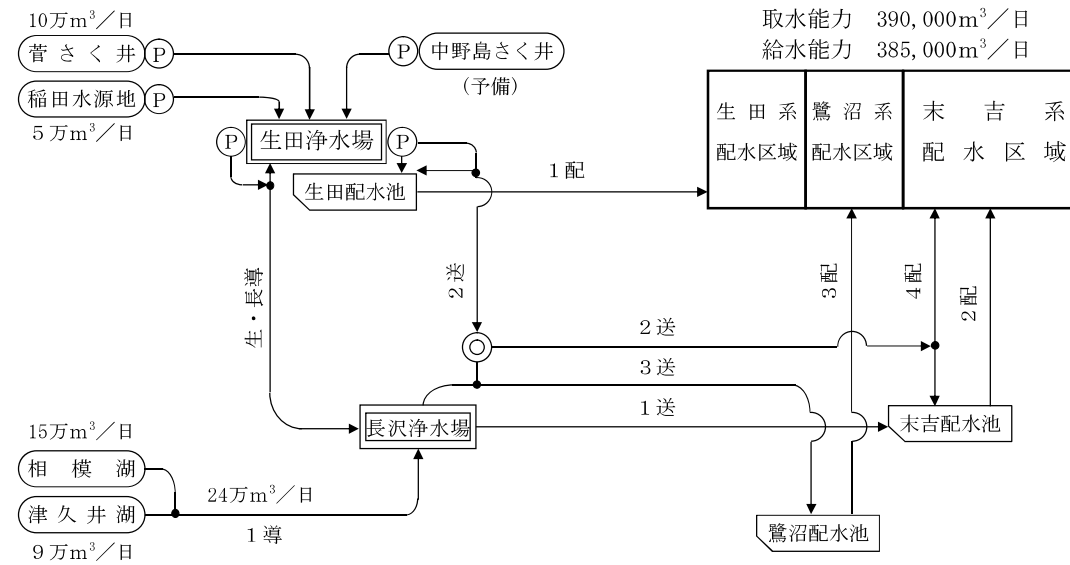 10万m³／日
菅さく井 P
P 中野島さく井
(予備)
稲田水源地 P
５万m³／日
取水能力 390,000m³／日
給水能力 385,000m³／日
P 生田浄水場 P
生田配水池
１配
生田系
配水区域
鷺沼系
配水区域
末吉系
配水区域
生・長導
２送
３配
４配
２配
２送
３送
１送
長沢浄水場
末吉配水池
鷺沼配水池
15万m³／日
相模湖
24万m³／日
津久井湖
１導
９万m³／日